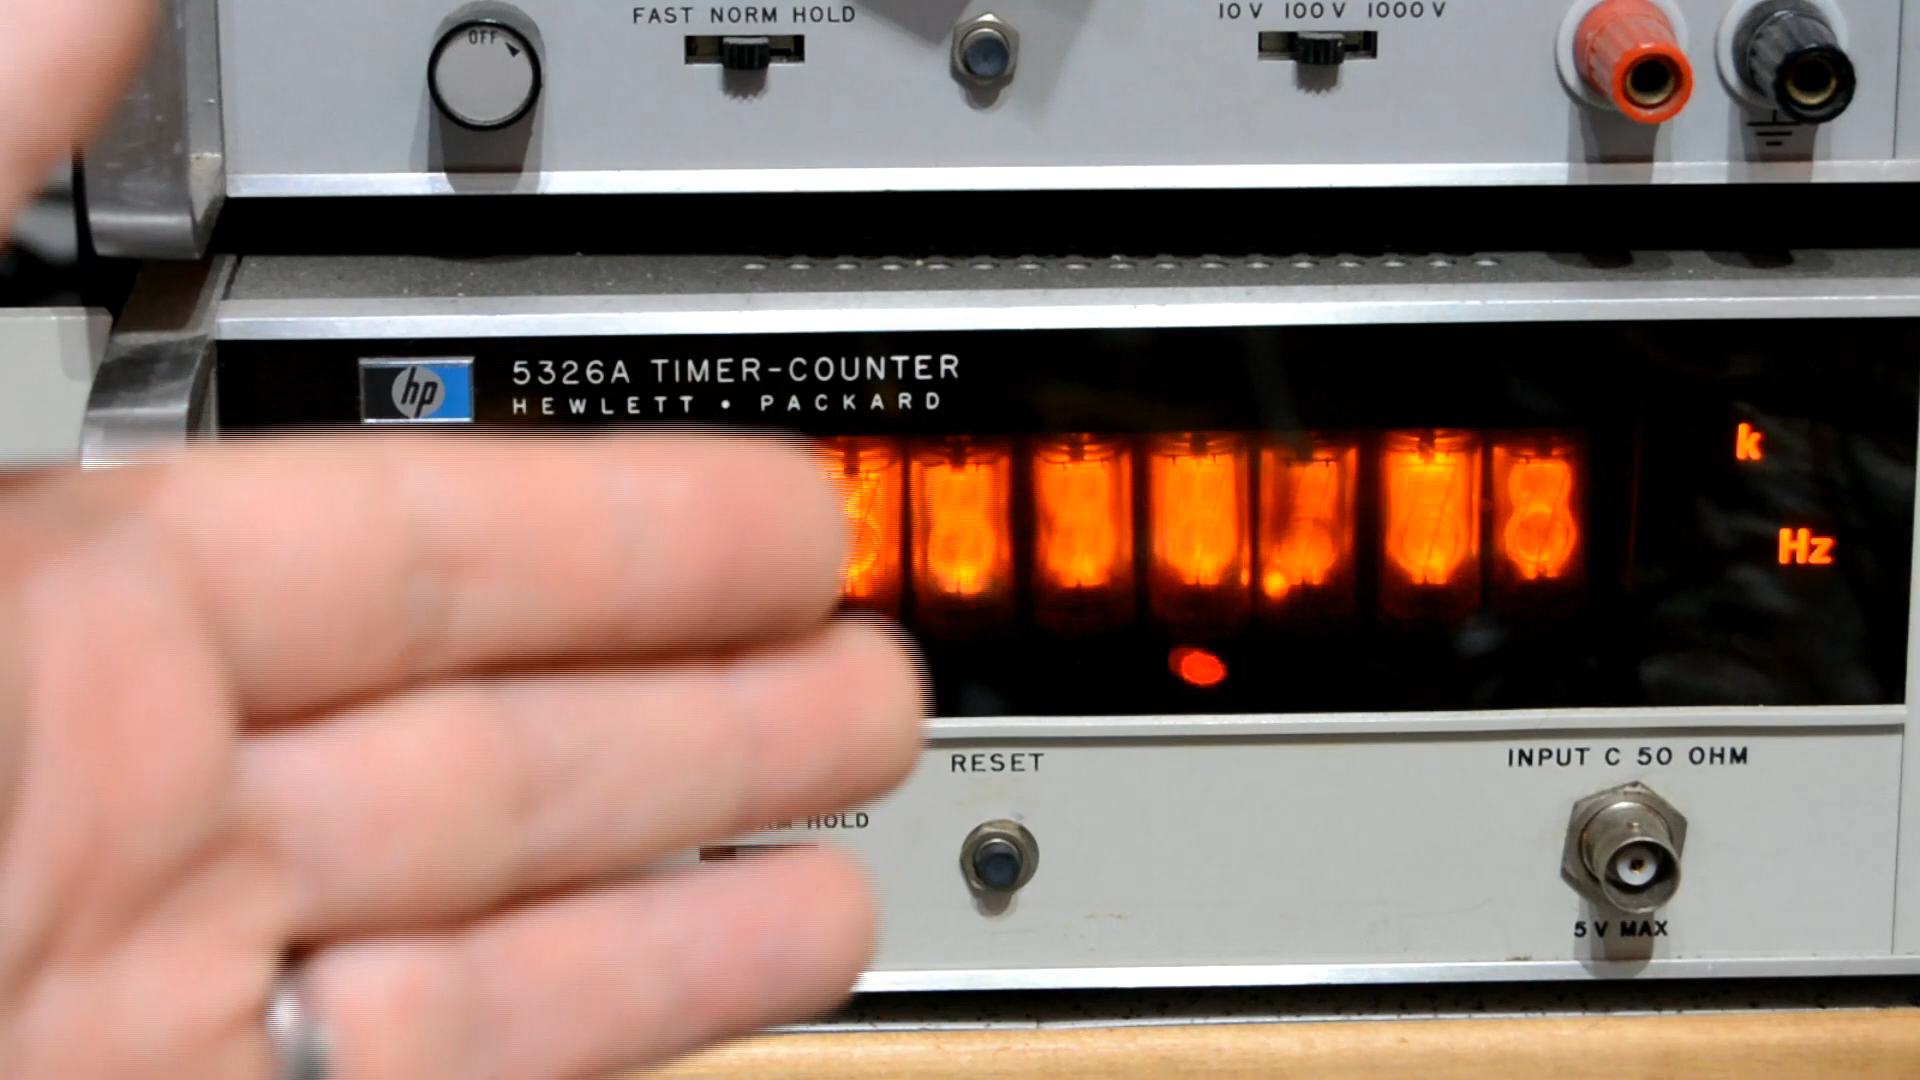 FAST NORM HOLD
10 V 100 V 1000 V
OFF
hp
5326A TIMER-COUNTER
HEWLETT • PACKARD
k
Hz
RESET
INPUT C 50 OHM
HOLD
5 V MAX